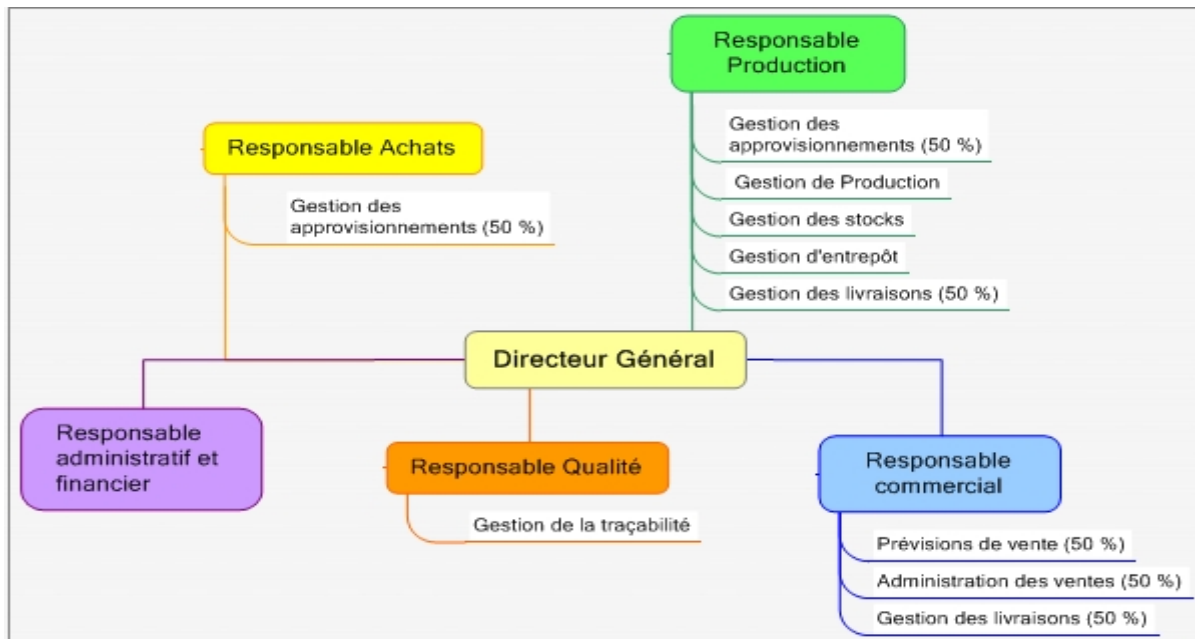 Responsable
Production
Gestion des
approvisionnements (50 %)
Gestion de Production
Gestion des stocks
Gestion d'entrepôt
Gestion des livraisons (50 %)
Responsable Achats
Gestion des
approvisionnements (50 %)
Directeur Général
Responsable
administratif et
financier
Responsable Qualité
Gestion de la traçabilité
Responsable
commercial
Prévisions de vente (50 %)
Administration des ventes (50 %)
Gestion des livraisons (50 %)